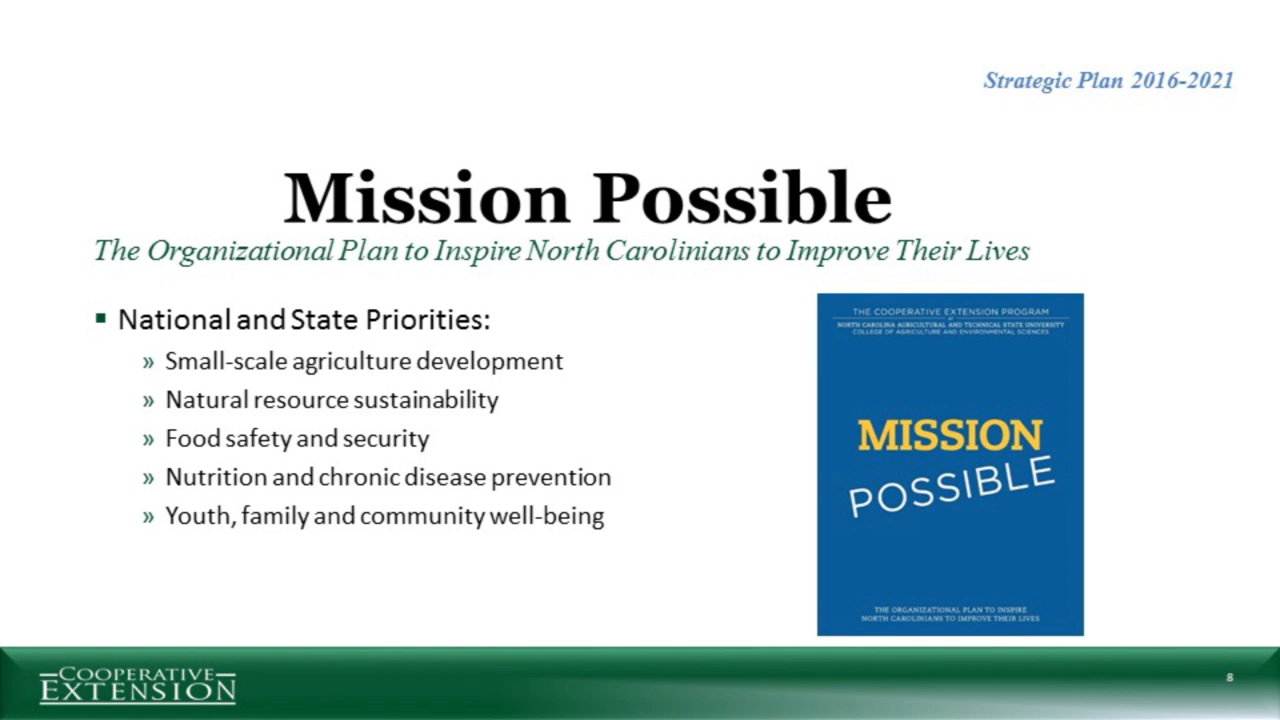 Strategic Plan 2016-2021
Mission Possible
The Organizational Plan to Inspire North Carolinians to Improve Their Lives
▪ National and State Priorities:
» Small-scale agriculture development
» Natural resource sustainability
» Food safety and security
» Nutrition and chronic disease prevention
» Youth, family and community well-being
THE COOPERATIVE EXTENSION PROGRAM
at
NORTH CAROLINA AGRICULTURAL AND TECHNICAL STATE UNIVERSITY
COLLEGE OF AGRICULTURE AND ENVIRONMENTAL SCIENCES
MISSION
POSSIBLE
THE ORGANIZATIONAL PLAN TO INSPIRE
NORTH CAROLINIANS TO IMPROVE THEIR LIVES
COOPERATIVE
EXTENSION
8